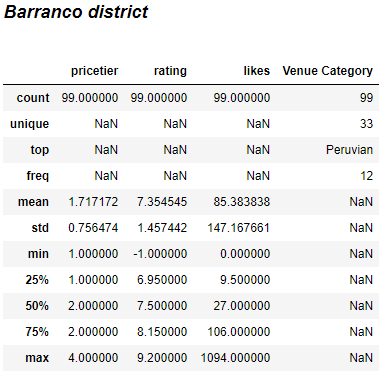 Barranco district
pricetier rating likes Venue Category
count 99.000000 99.000000 99.000000 99
unique NaN NaN NaN 33
top NaN NaN NaN Peruvian
freq NaN NaN NaN 12
mean 1.717172 7.354545 85.383838 NaN
std 0.756474 1.457442 147.167661 NaN
min 1.000000 -1.000000 0.000000 NaN
25% 1.000000 6.950000 9.500000 NaN
50% 2.000000 7.500000 27.000000 NaN
75% 2.000000 8.150000 106.000000 NaN
max 4.000000 9.200000 1094.000000 NaN